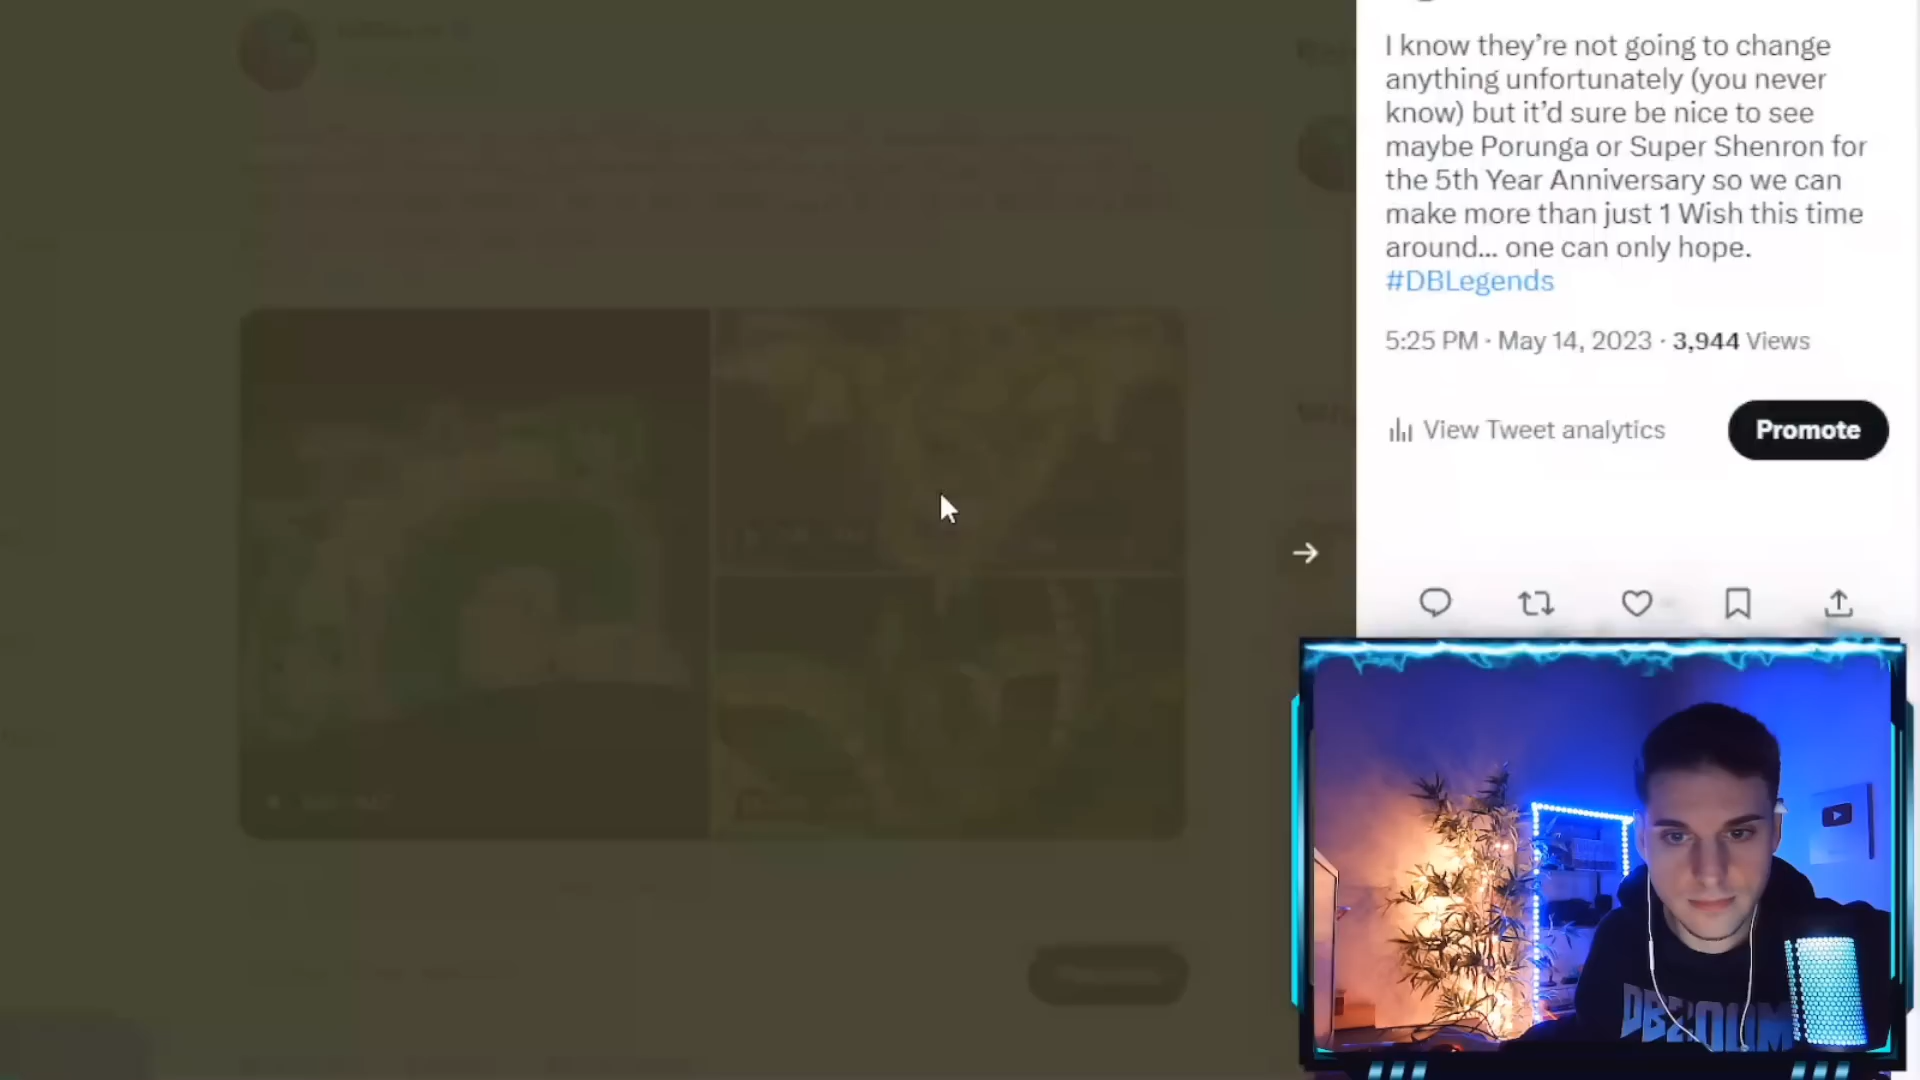 I know they’re not going to change
anything unfortunately (you never
know) but it’d sure be nice to see
maybe Porunga or Super Shenron for
the 5th Year Anniversary so we can
make more than just 1 Wish this time
around... one can only hope.
#DBLegends
5:25 PM · May 14, 2023 · 3,944 Views
View Tweet analytics
Promote